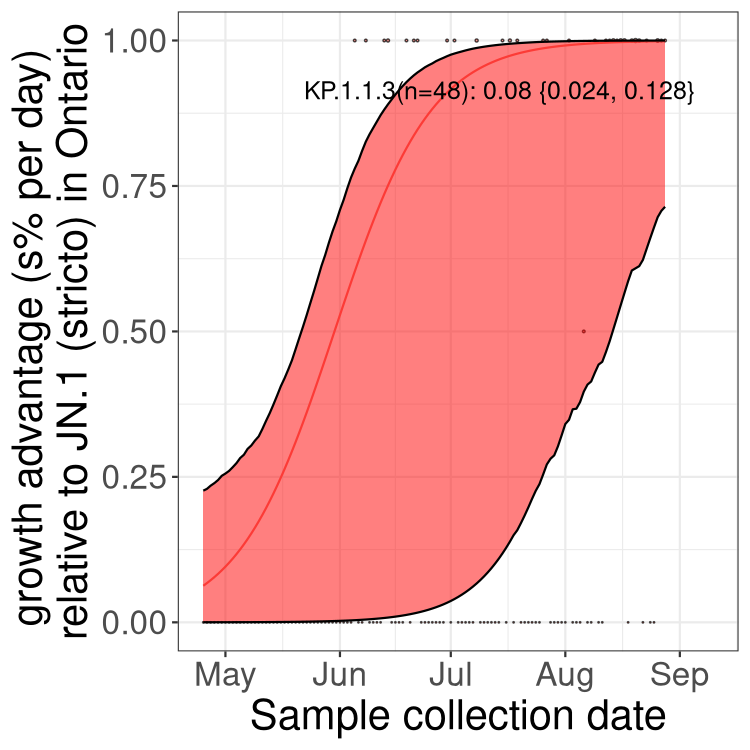 growth advantage (s% per day)
relative to JN.1 (stricto) in Ontario
1.00
0.75
0.50
0.25
0.00
KP.1.1.3(n=48): 0.08 {0.024, 0.128}
May Jun Jul Aug Sep
Sample collection date